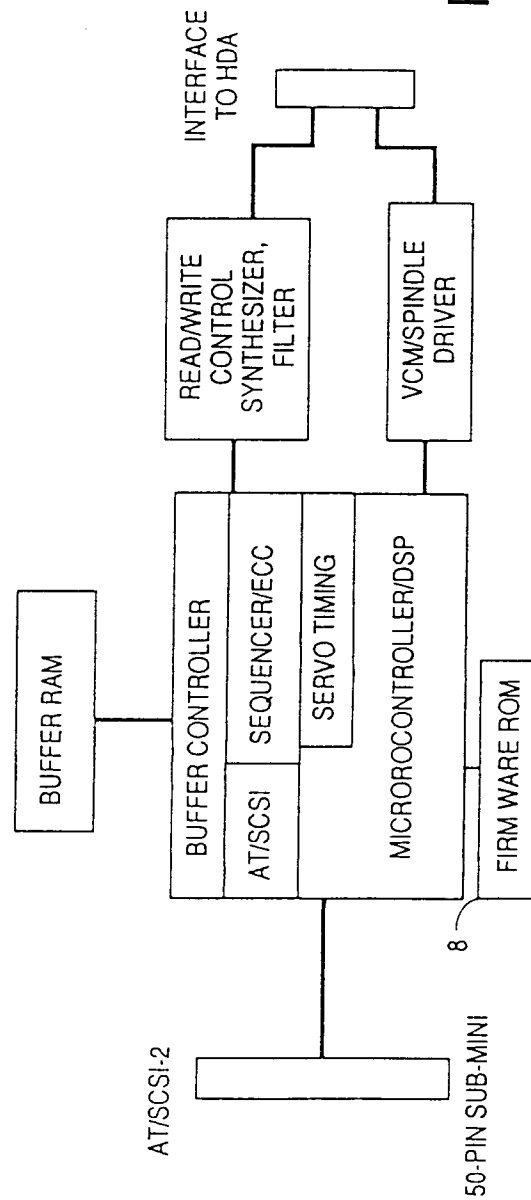 BUFFER RAM
BUFFER CONTROLLER
AT/SCSI
SEQUENCER/ECC
SERVO TIMING
MICROROCONTROLLER/DSP
8
FIRM WARE ROM
AT/SCSI-2
50-PIN SUB-MINI
READ/WRITE
CONTROL
SYNTHESIZER,
FILTER
VCM/SPINDLE
DRIVER
INTERFACE
TO HDA